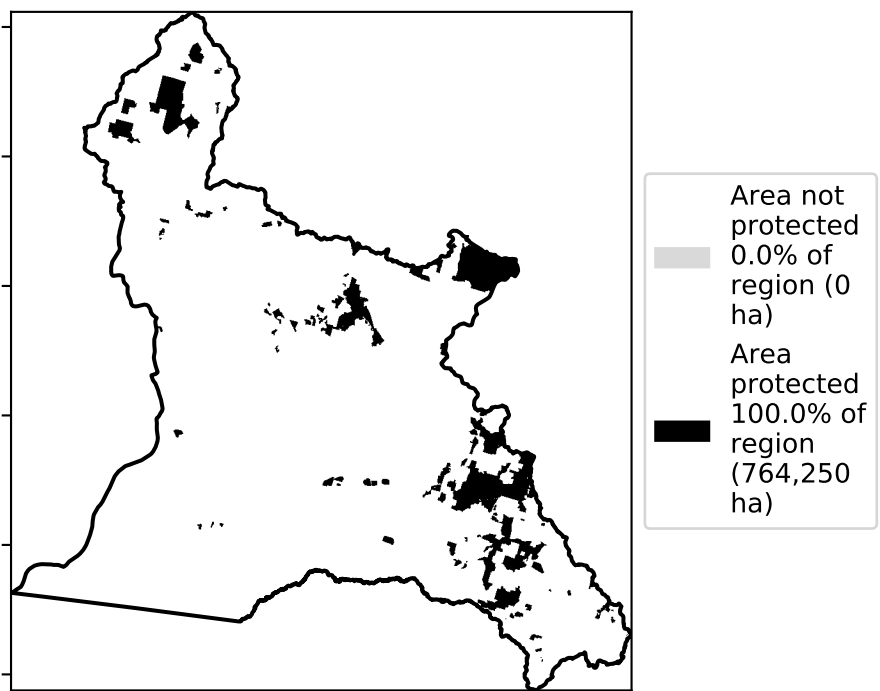 Area not
protected
0.0% of
region (0
ha)
Area
protected
100.0% of
region
(764,250
ha)